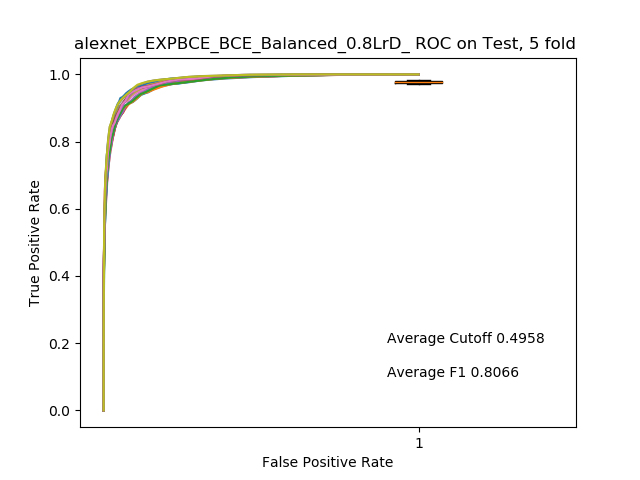 alexnet_EXPBCE_BCE_Balanced_0.8LrD_ ROC on Test, 5 fold
1.0
0.8
0.6
0.4
0.2
0.0
True Positive Rate
Average Cutoff 0.4958
Average F1 0.8066
1
False Positive Rate